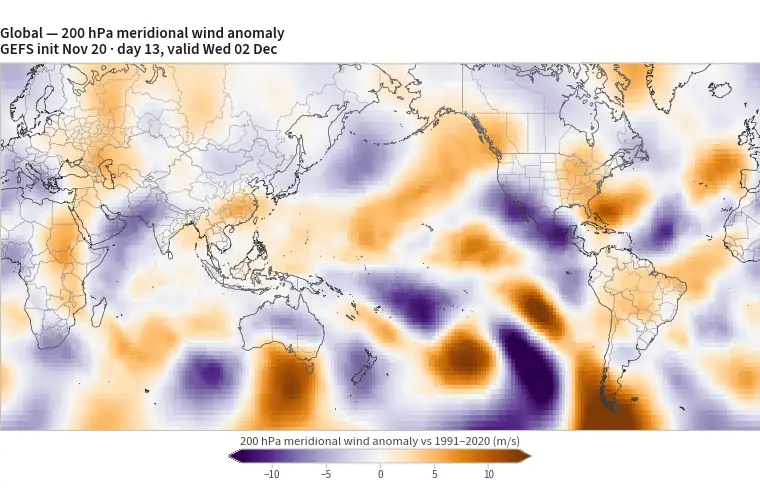 Global — 200 hPa meridional wind anomaly
GEFS init Nov 20 · day 13, valid Wed 02 Dec
200 hPa meridional wind anomaly vs 1991–2020 (m/s)
−10 −5 0 5 10